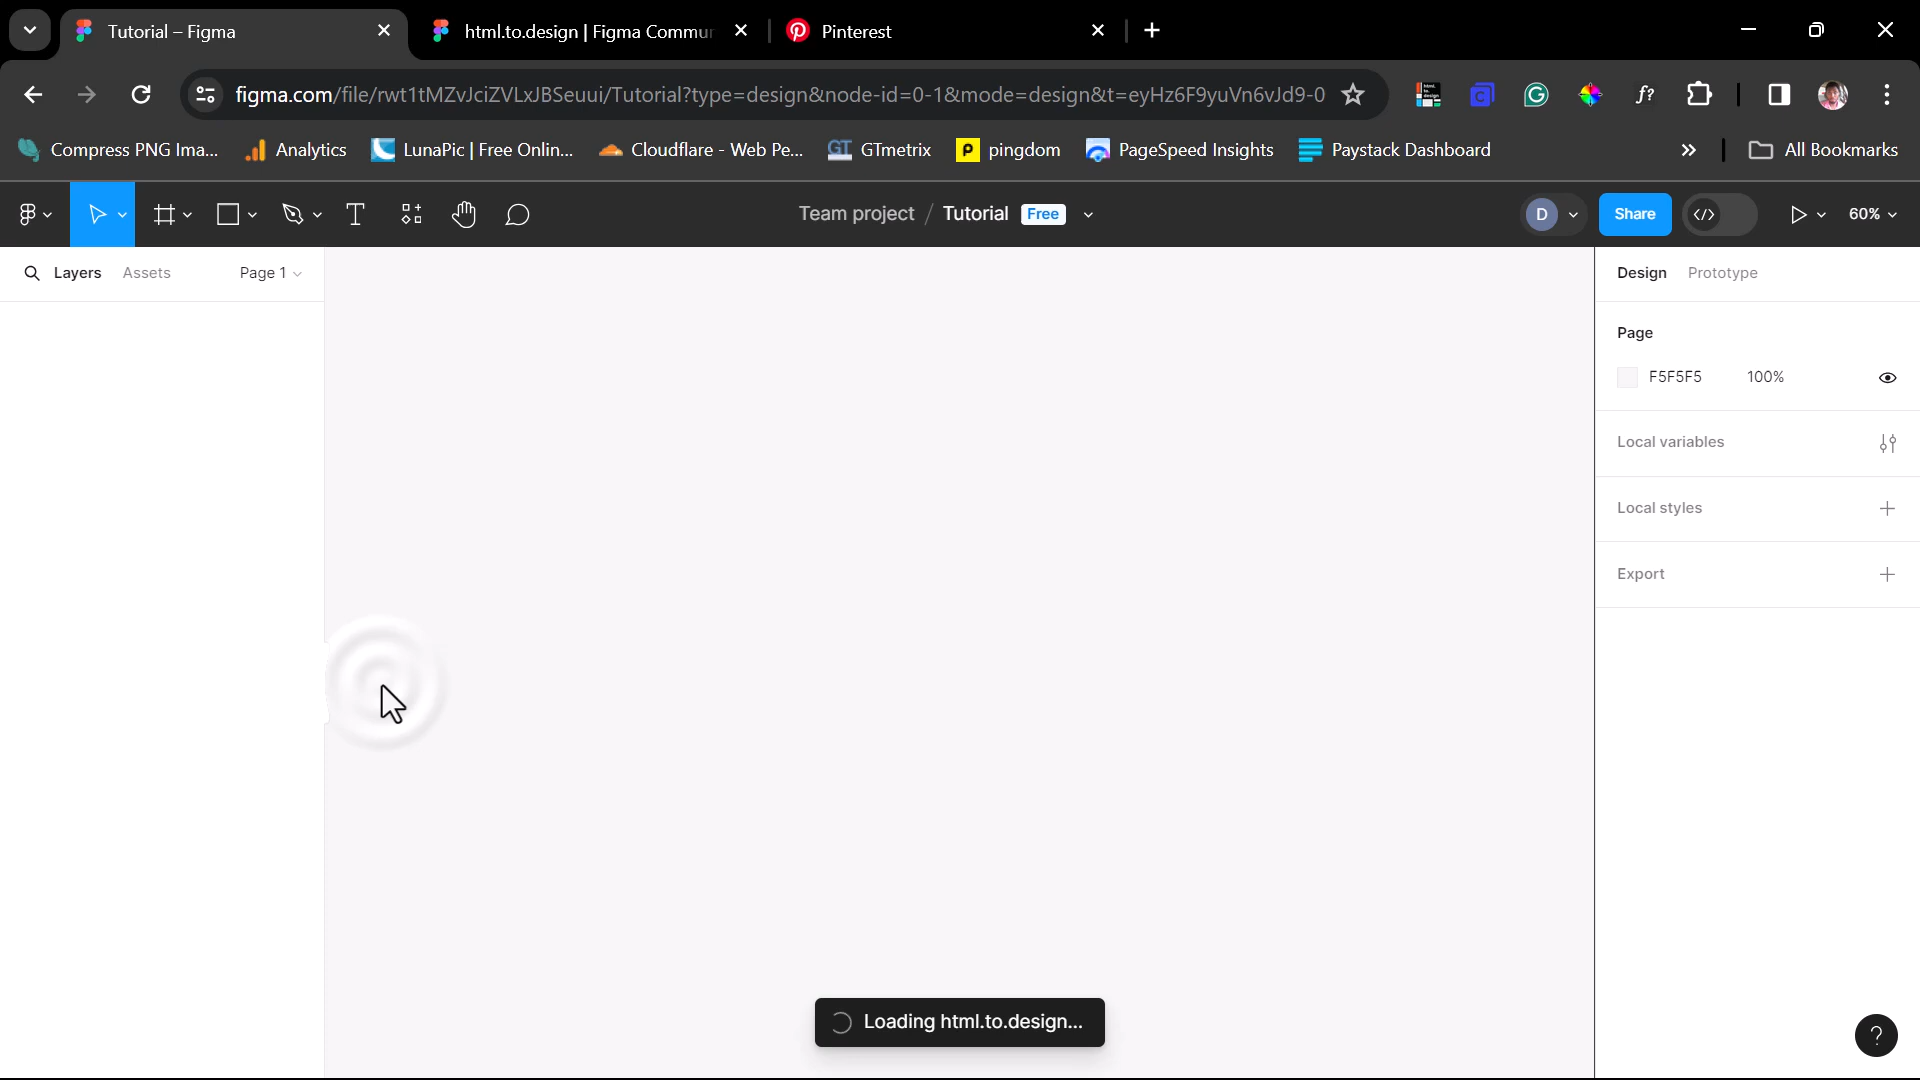 Tutorial – Figma
html.to.design | Figma Commun
Pinterest
figma.com/file/rwt1tMZvJciZVLxJBSeuui/Tutorial?type=design&node-id=0-1&mode=design&t=eyHz6F9yuVn6vJd9-0
Compress PNG Ima...
Analytics
LunaPic | Free Onlin...
Cloudflare - Web Pe...
GTmetrix
pingdom
PageSpeed Insights
Paystack Dashboard
All Bookmarks
Team project / Tutorial Free
D
Share
60%
Layers
Assets
Page 1
Design
Prototype
Page
F5F5F5 100%
Local variables
Local styles
Export
Loading html.to.design...
?